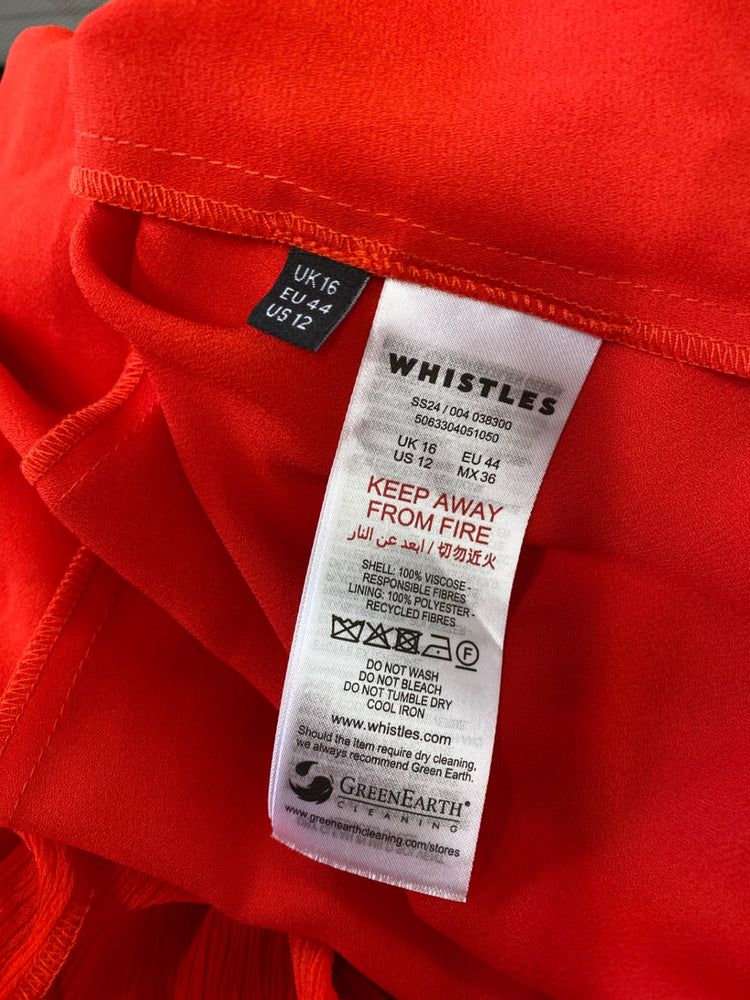 UK16
EU 44
US 12
WHISTLES
SS24 / 004 038300
5063304051050
UK 16 EU 44
US 12 MX 36
KEEP AWAY
FROM FIRE
ابعد عن النار / 切勿近火
SHELL: 100% VISCOSE -
RESPONSIBLE FIBRES
LINING: 100% POLYESTER -
RECYCLED FIBRES
F
DO NOT WASH
DO NOT BLEACH
DO NOT TUMBLE DRY
COOL IRON
www.whistles.com
Should the item require dry cleaning,
we always recommend Green Earth.
GREENEARTH®
CLEANING
www.greenearthcleaning.com/stores